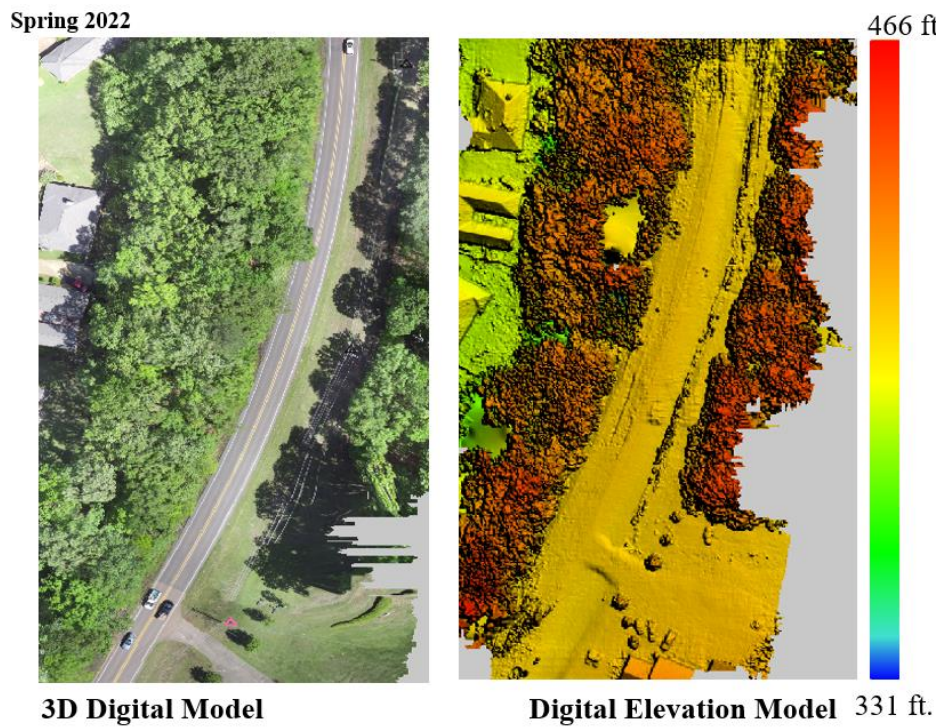 Spring 2022
466 ft
3D Digital Model
Digital Elevation Model
331 ft.